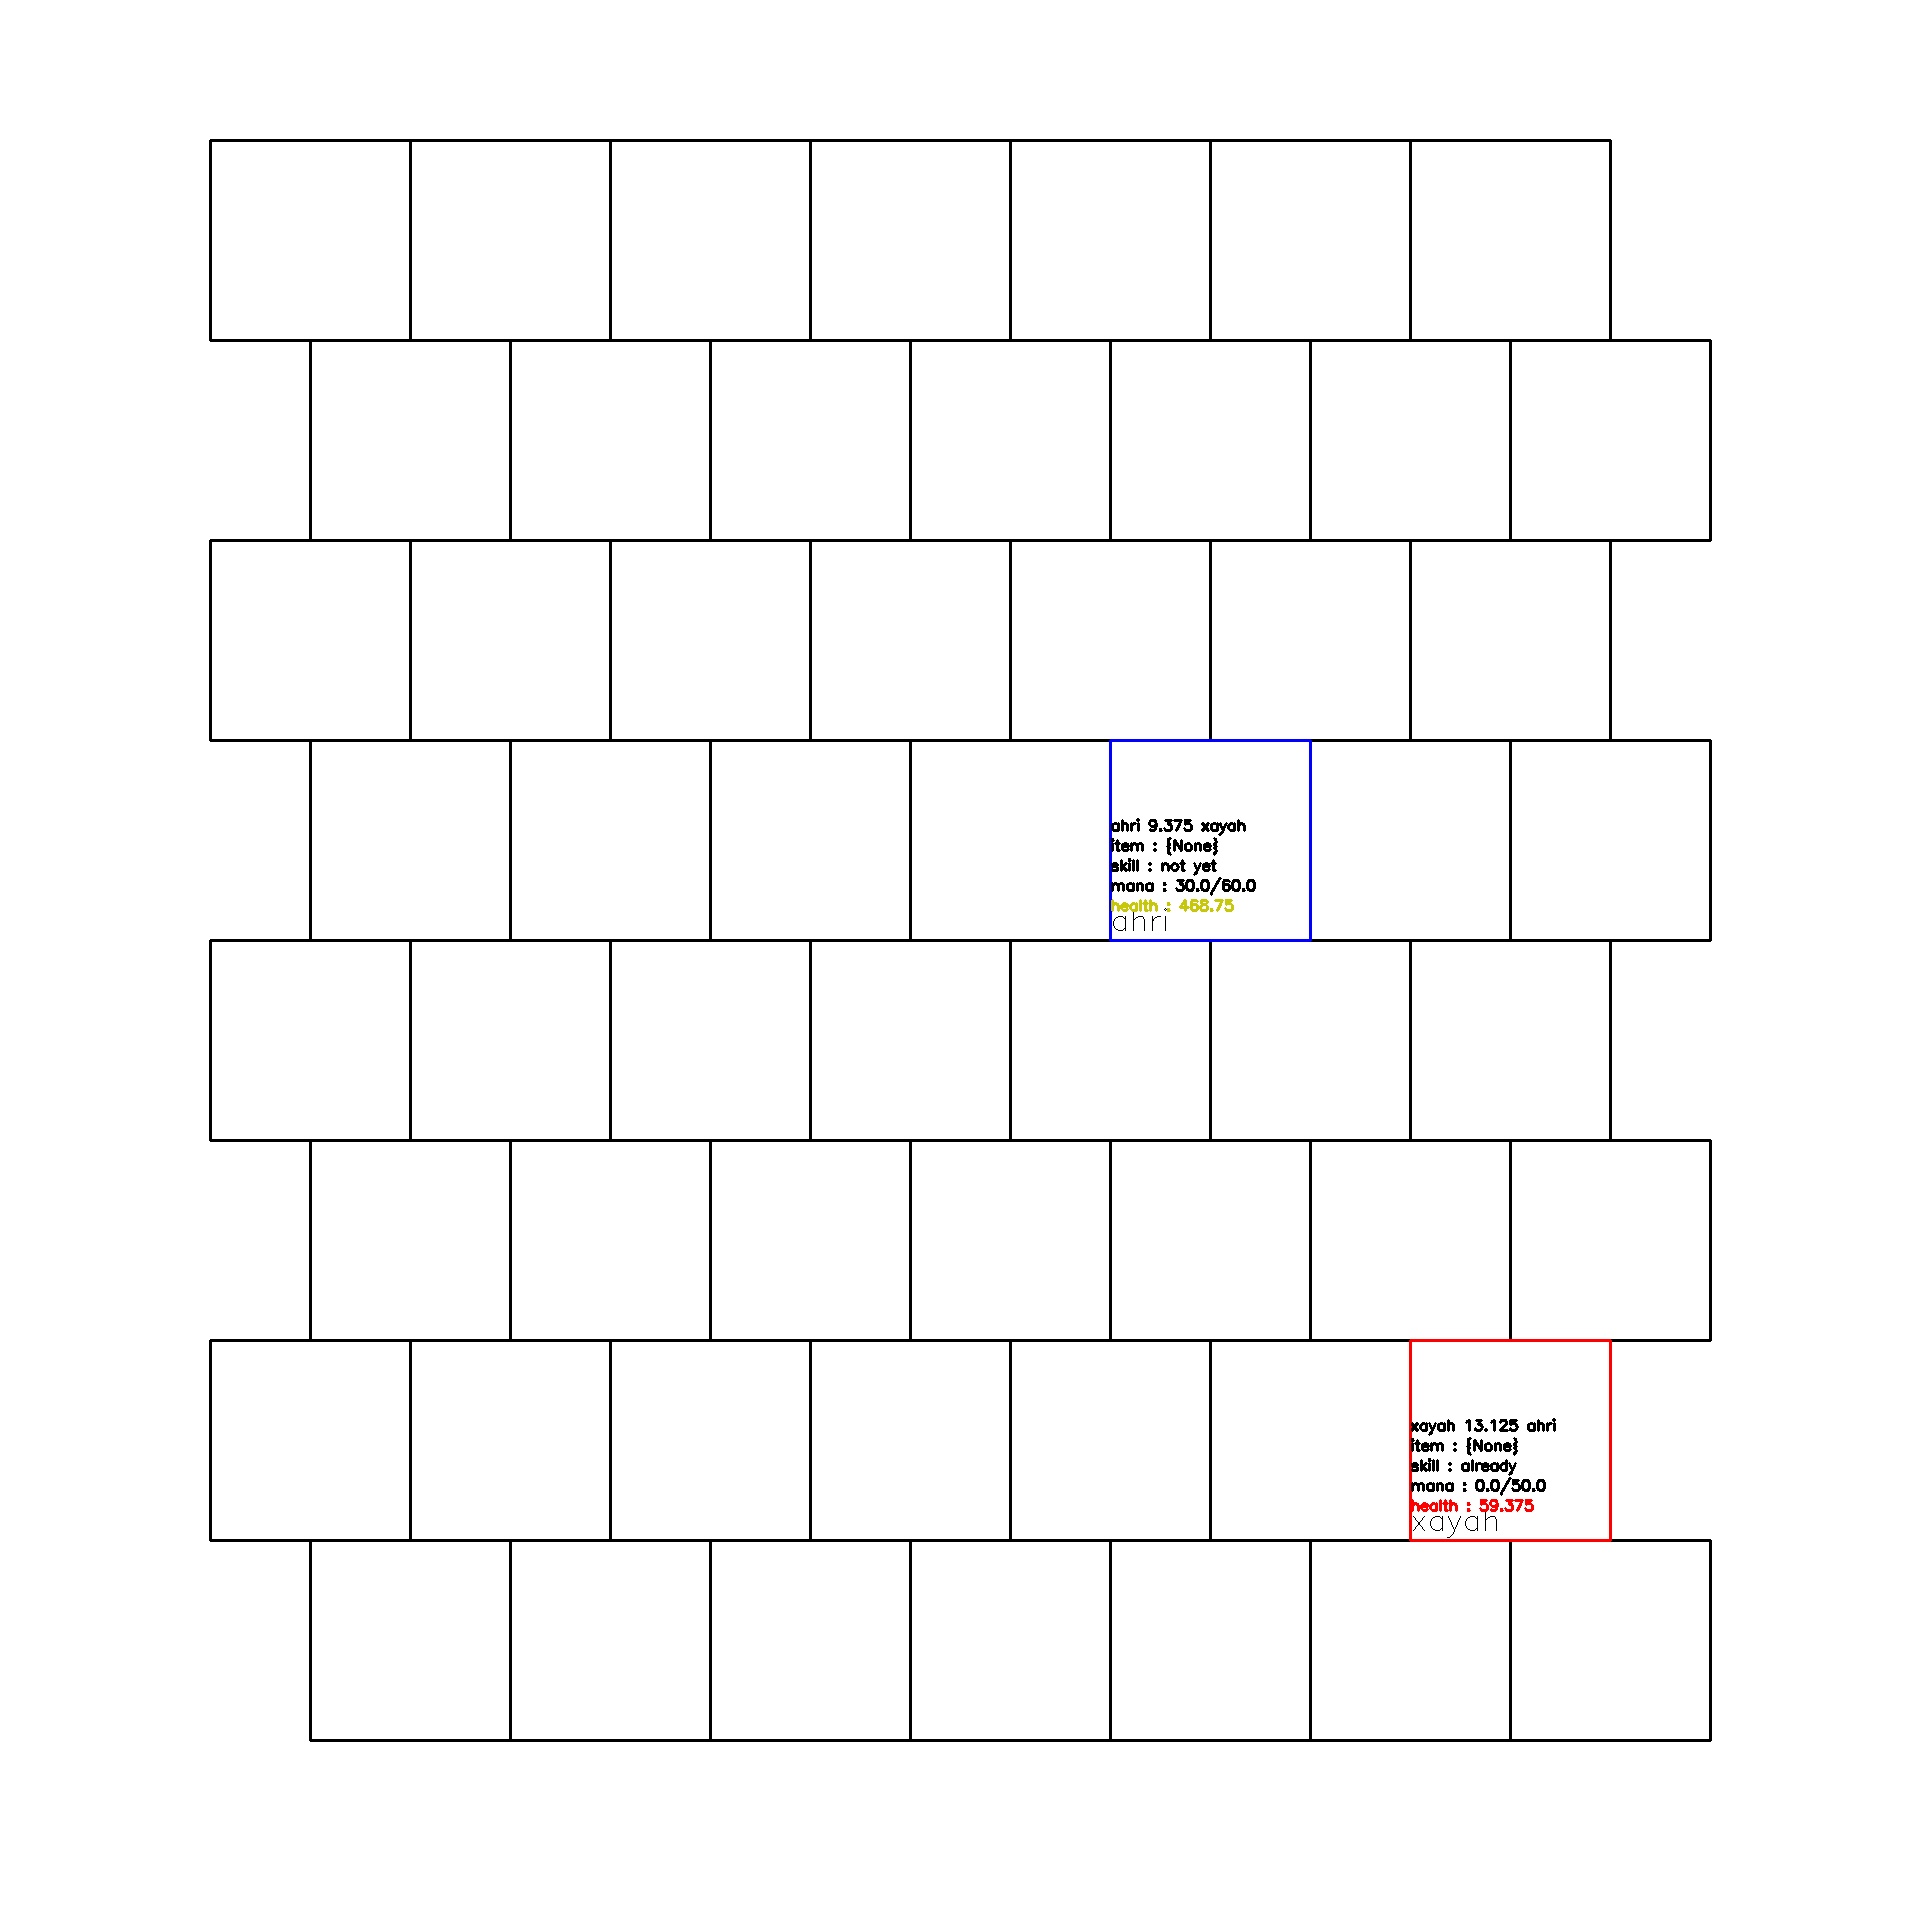 ahri 9.375 xayah
item : {None}
skill : not yet
mana : 30.0/60.0
health : 468.75
ahri
xayah 13.125 ahri
item : {None}
skill : already
mana : 0.0/50.0
health : 59.375
xayah